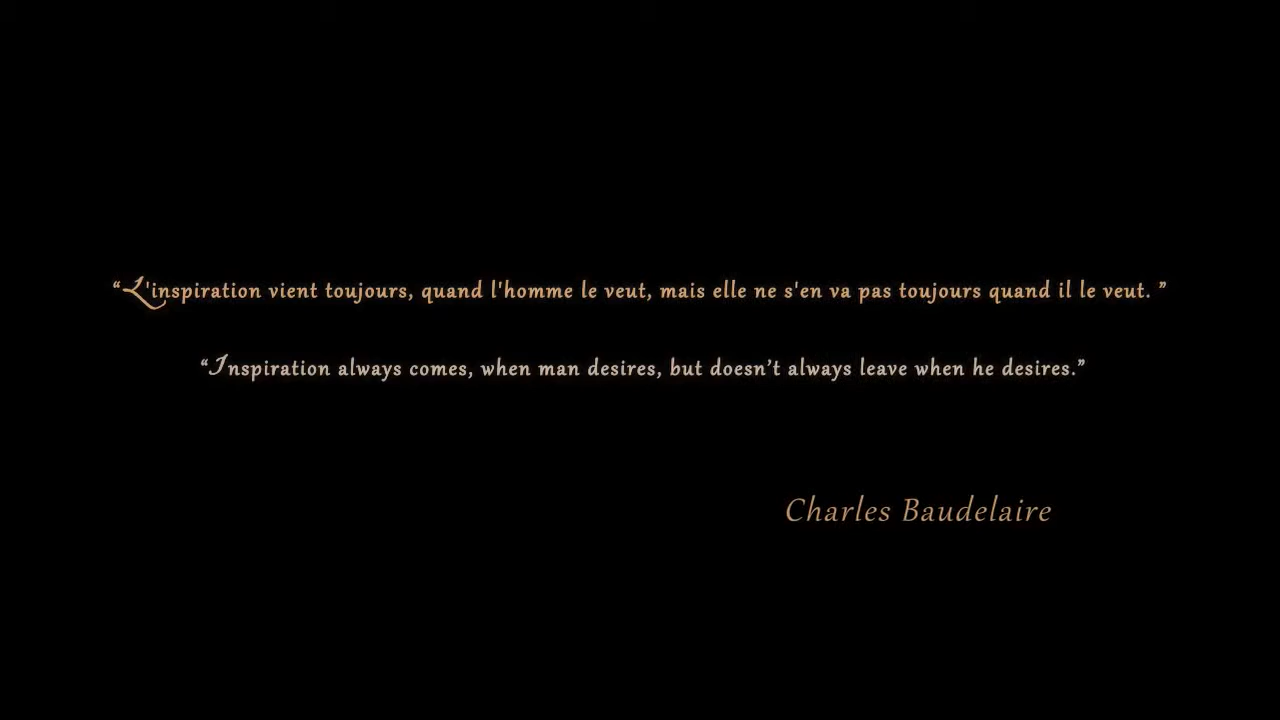 “L'inspiration vient toujours, quand l'homme le veut, mais elle ne s'en va pas toujours quand il le veut. ”
“Inspiration always comes, when man desires, but doesn’t always leave when he desires.”
Charles Baudelaire